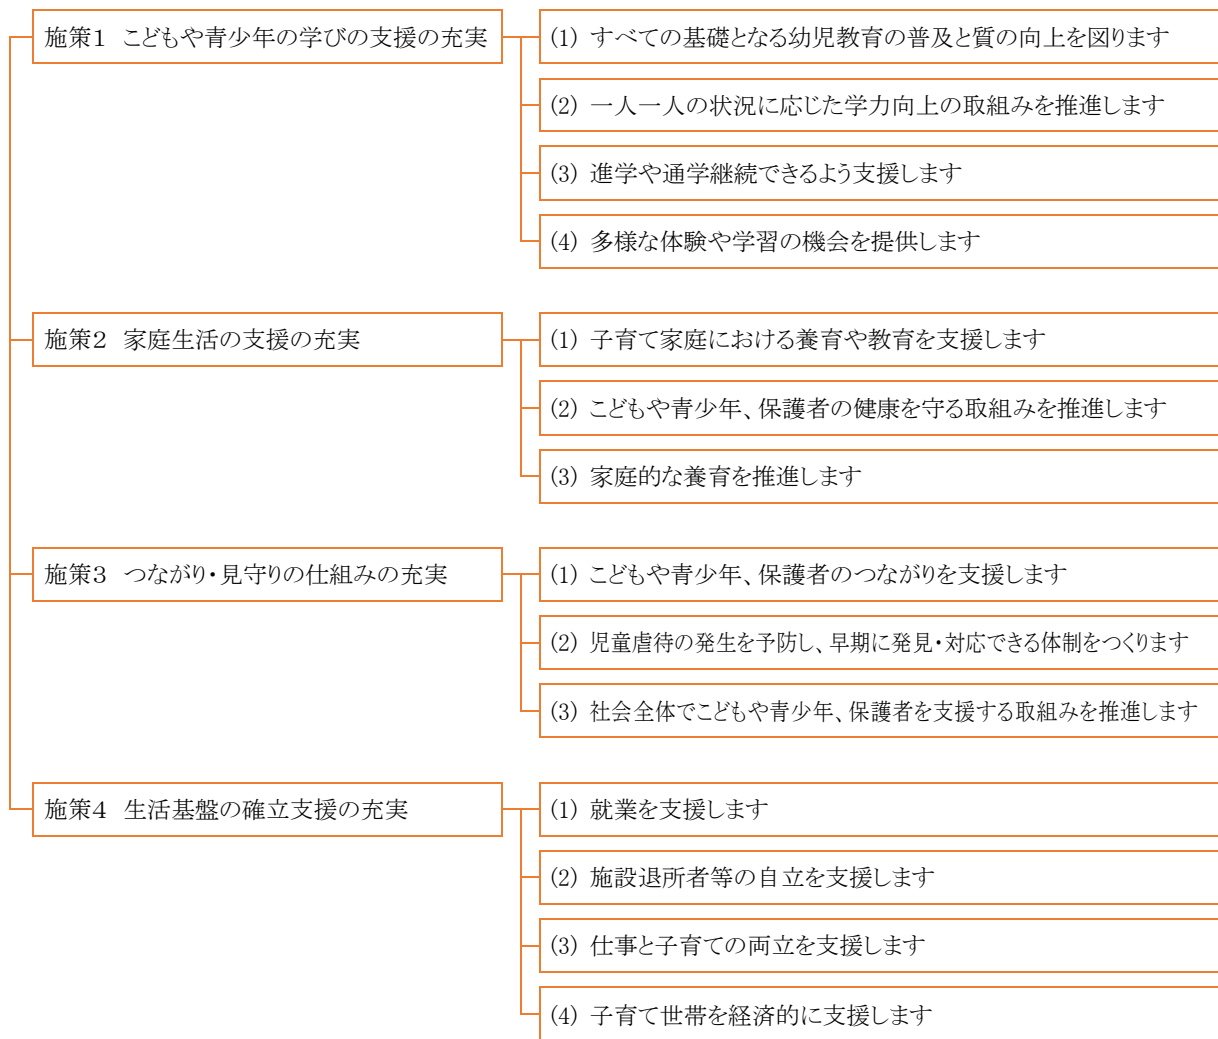 施策1 こどもや青少年の学びの支援の充実
(1) すべての基礎となる幼児教育の普及と質の向上を図ります
(2) 一人一人の状況に応じた学力向上の取組みを推進します
(3) 進学や通学継続できるよう支援します
(4) 多様な体験や学習の機会を提供します
施策2 家庭生活の支援の充実
(1) 子育て家庭における養育や教育を支援します
(2) こどもや青少年、保護者の健康を守る取組みを推進します
(3) 家庭的な養育を推進します
施策3 つながり・見守りの仕組みの充実
(1) こどもや青少年、保護者のつながりを支援します
(2) 児童虐待の発生を予防し、早期に発見・対応できる体制をつくります
(3) 社会全体でこどもや青少年、保護者を支援する取組みを推進します
施策4 生活基盤の確立支援の充実
(1) 就業を支援します
(2) 施設退所者等の自立を支援します
(3) 仕事と子育ての両立を支援します
(4) 子育て世帯を経済的に支援します